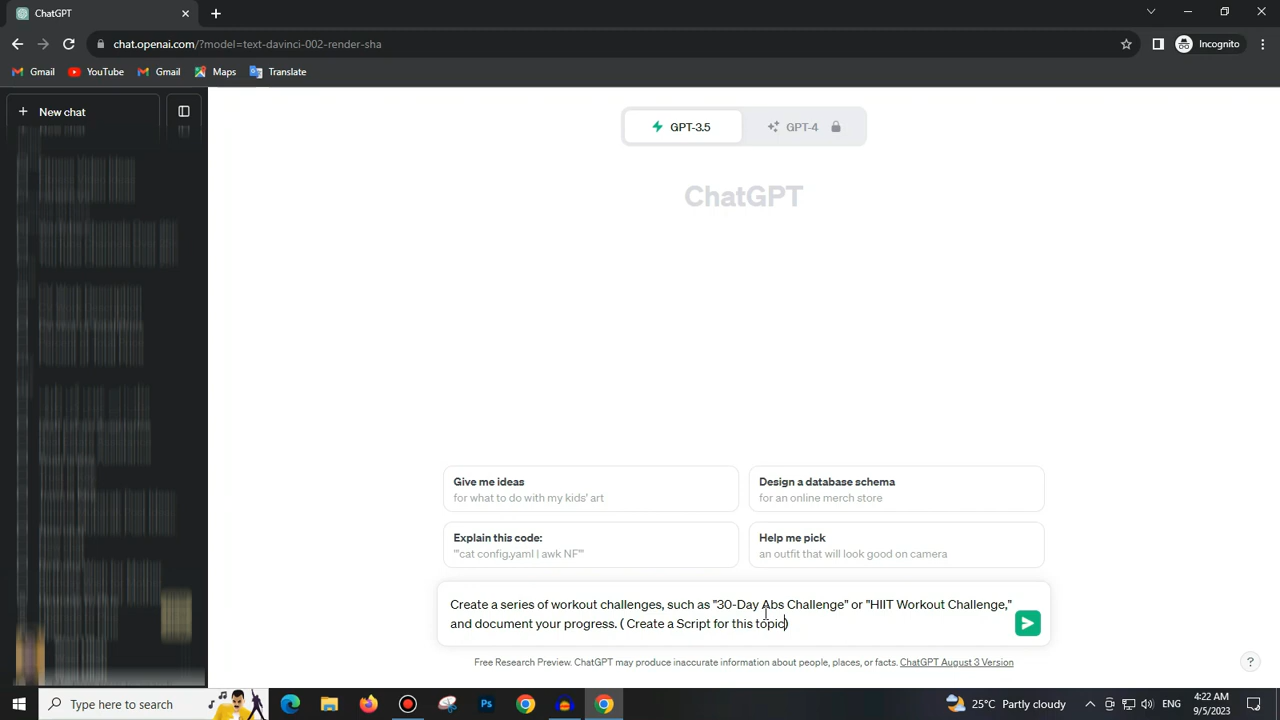 ChatGPT
chat.openai.com/?model=text-davinci-002-render-sha
Incognito
Gmail
YouTube
Gmail
Maps
Translate
New chat
GPT-3.5
GPT-4
ChatGPT
Give me ideas
for what to do with my kids' art
Design a database schema
for an online merch store
Explain this code:
"'cat config.yaml | awk NF'"
Help me pick
an outfit that will look good on camera
Create a series of workout challenges, such as "30-Day Abs Challenge" or "HIIT Workout Challenge,"
and document your progress. ( Create a Script for this topic)
Free Research Preview. ChatGPT may produce inaccurate information about people, places, or facts. ChatGPT August 3 Version
?
Type here to search
Ps
25°C Partly cloudy
ENG
4:22 AM
9/5/2023